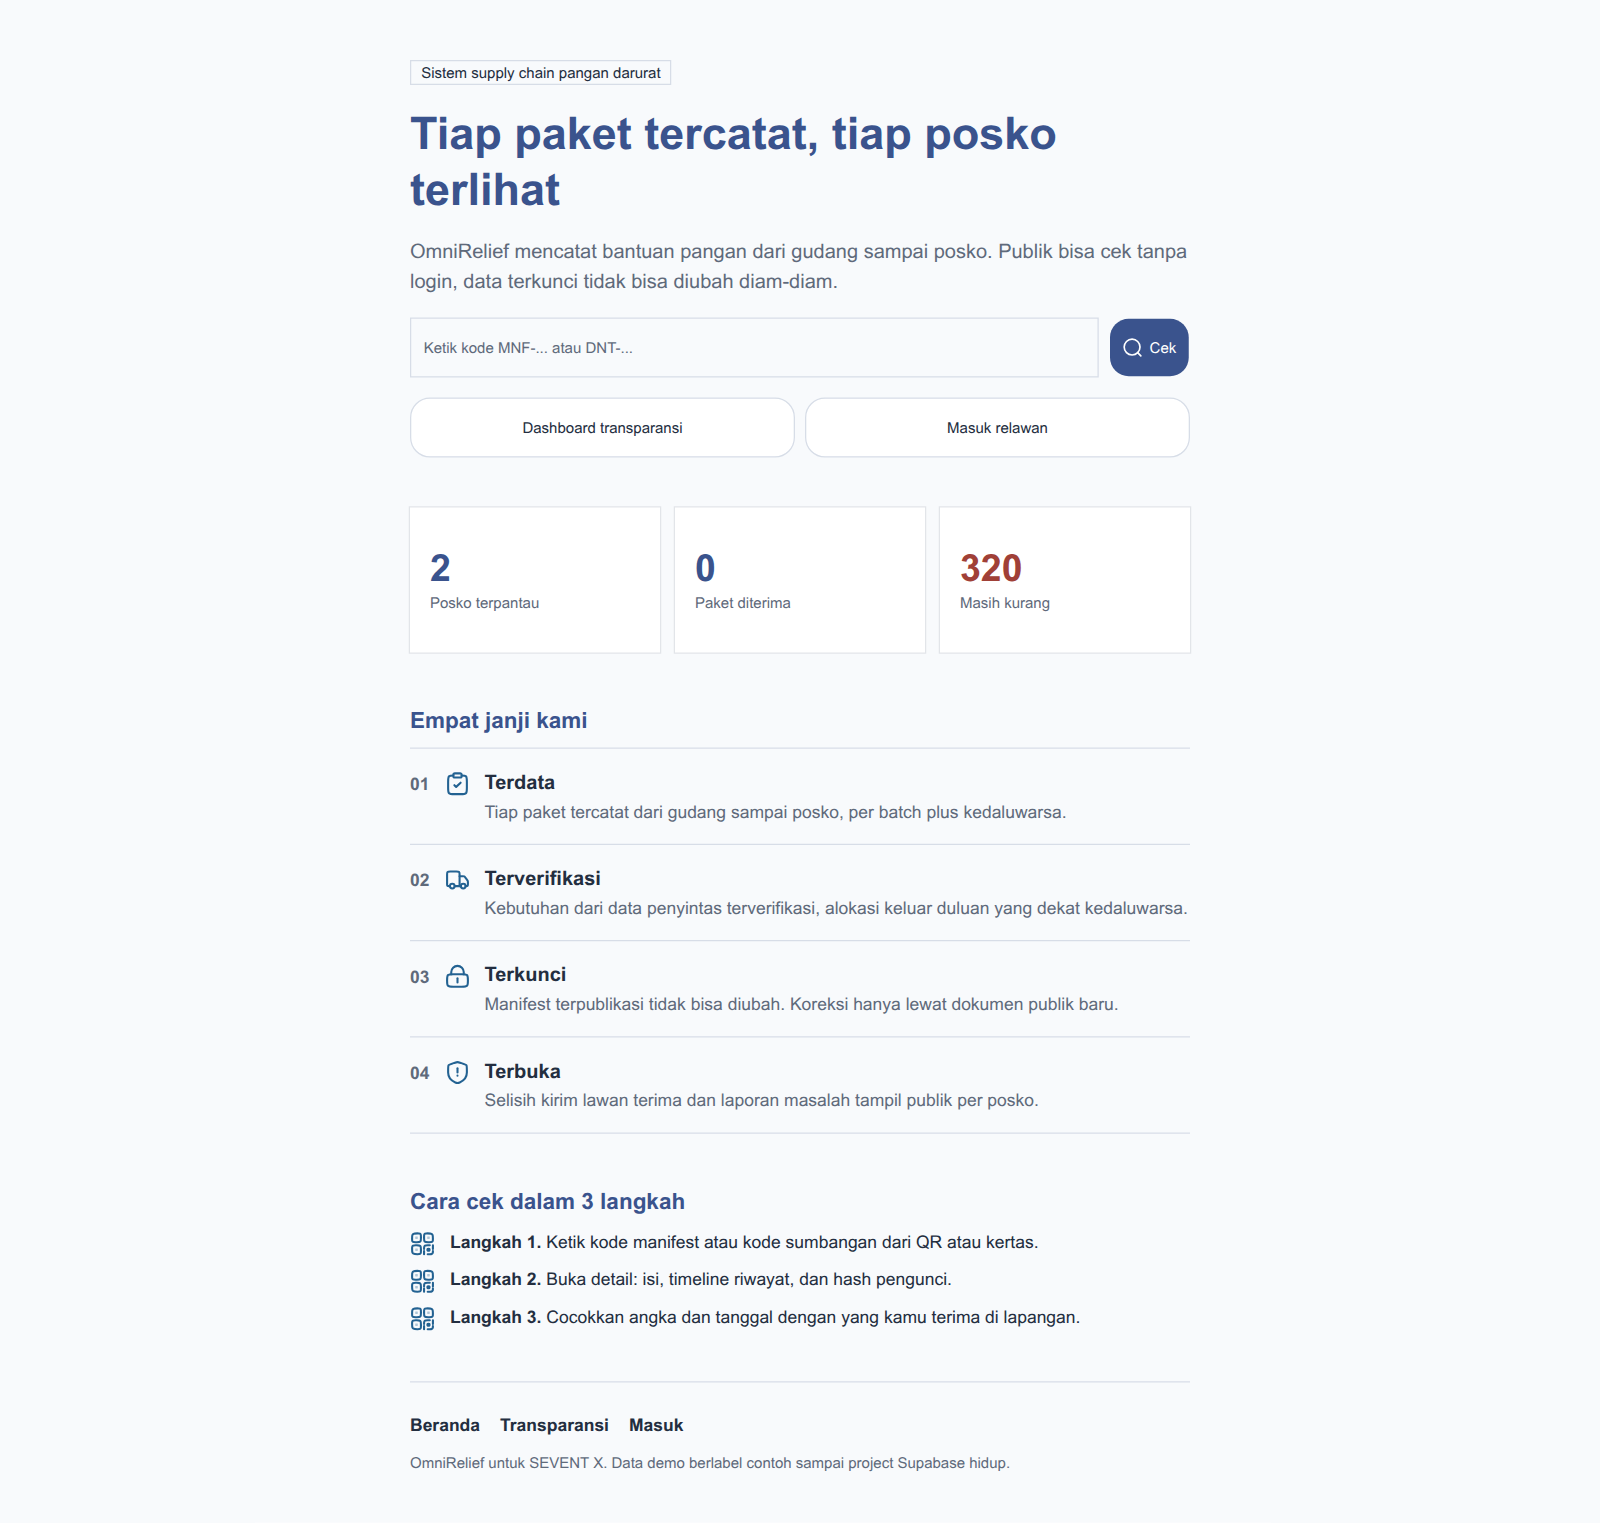 Sistem supply chain pangan darurat
Tiap paket tercatat, tiap posko
terlihat
OmniRelief mencatat bantuan pangan dari gudang sampai posko. Publik bisa cek tanpa
login, data terkunci tidak bisa diubah diam-diam.
Ketik kode MNF-... atau DNT-...
Cek
Dashboard transparansi
Masuk relawan
2
Posko terpantau
0
Paket diterima
320
Masih kurang
Empat janji kami
01 Terdata
Tiap paket tercatat dari gudang sampai posko, per batch plus kedaluwarsa.
02 Terverifikasi
Kebutuhan dari data penyintas terverifikasi, alokasi keluar duluan yang dekat kedaluwarsa.
03 Terkunci
Manifest terpublikasi tidak bisa diubah. Koreksi hanya lewat dokumen publik baru.
04 Terbuka
Selisih kirim lawan terima dan laporan masalah tampil publik per posko.
Cara cek dalam 3 langkah
Langkah 1. Ketik kode manifest atau kode sumbangan dari QR atau kertas.
Langkah 2. Buka detail: isi, timeline riwayat, dan hash pengunci.
Langkah 3. Cocokkan angka dan tanggal dengan yang kamu terima di lapangan.
Beranda Transparansi Masuk
OmniRelief untuk SEVENT X. Data demo berlabel contoh sampai project Supabase hidup.